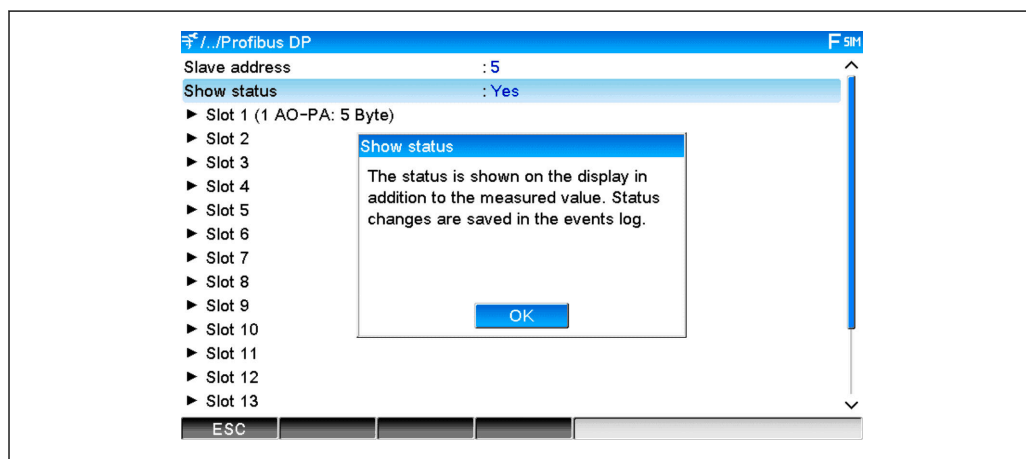 /../Profibus DP F SIM
Slave address :5
Show status :Yes
► Slot 1 (1 AO-PA: 5 Byte)
► Slot 2
► Slot 3
► Slot 4
► Slot 5
► Slot 6
► Slot 7
► Slot 8
► Slot 9
► Slot 10
► Slot 11
► Slot 12
► Slot 13
Show status
The status is shown on the display in
addition to the measured value. Status
changes are saved in the events log.
OK
ESC